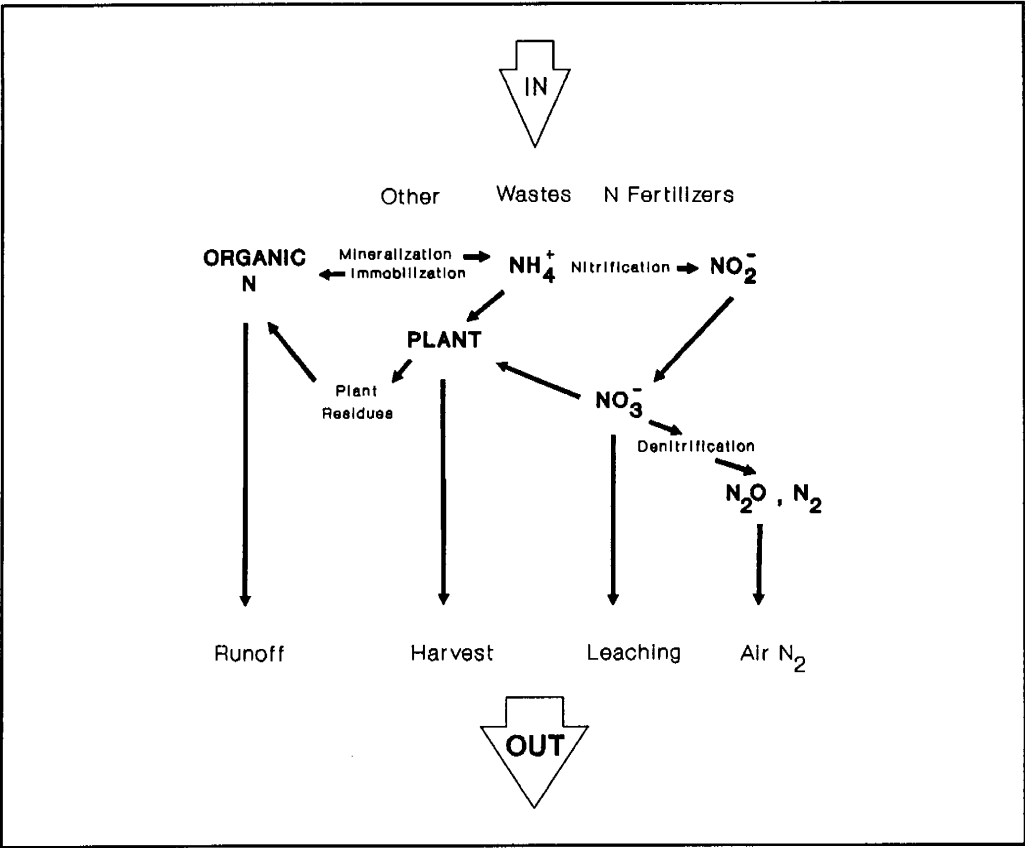 IN
Other Wastes N Fertilizers
ORGANIC N
Mineralization
Immobilization
NH₄⁺
Nitrification
NO₂⁻
PLANT
Plant
Residues
NO₃⁻
Denitrification
N₂O , N₂
Runoff Harvest Leaching Air N₂
OUT